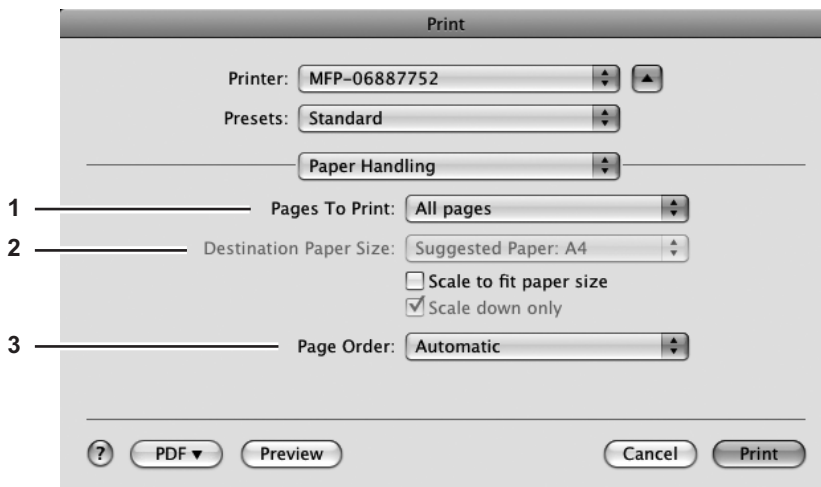 Print
Printer: MFP-06887752
Presets: Standard
Paper Handling
1 Pages To Print: All pages
2 Destination Paper Size: Suggested Paper: A4
Scale to fit paper size
Scale down only
3 Page Order: Automatic
? PDF ▼ Preview Cancel Print